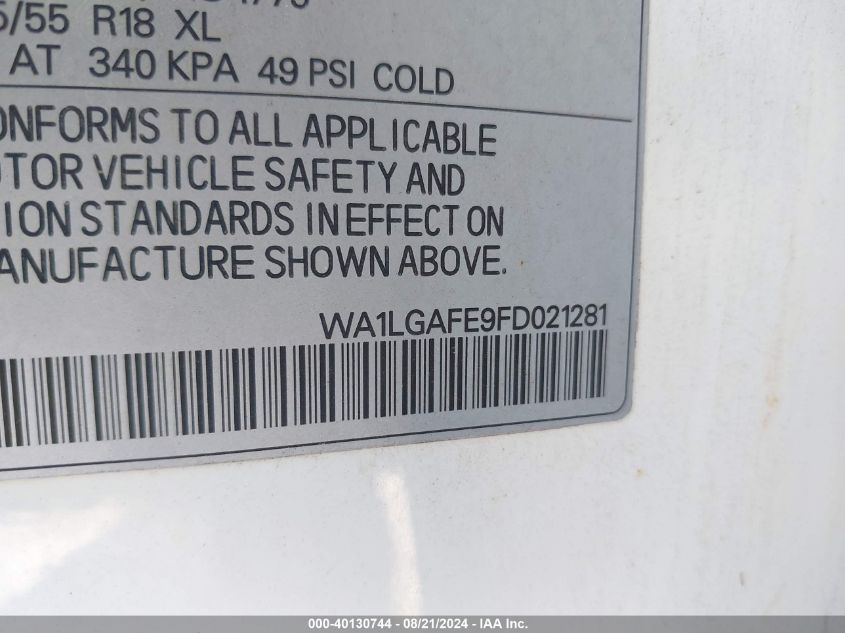 5/55 R18 XL
AT 340 KPA 49 PSI COLD
ONFORMS TO ALL APPLICABLE
OTOR VEHICLE SAFETY AND
ION STANDARDS IN EFFECT ON
ANUFACTURE SHOWN ABOVE.
WA1LGAFE9FD021281
000-40130744 - 08/21/2024 - IAA Inc.